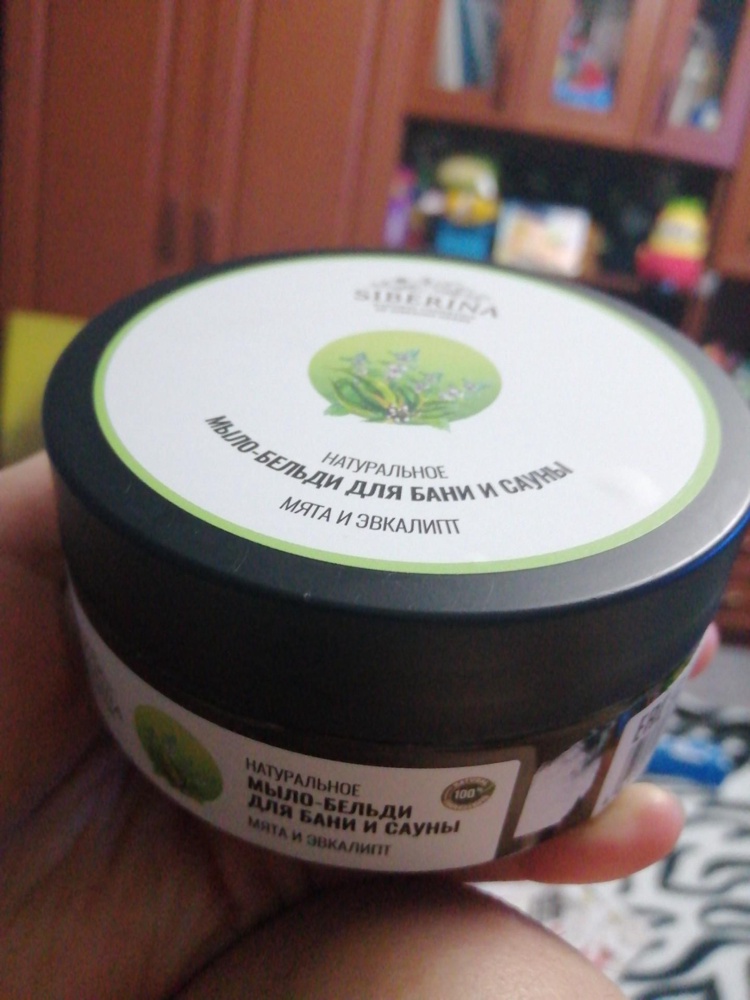 SIBERINA
НАТУРАЛЬНОЕ
МЫЛО-БЕЛЬДИ ДЛЯ БАНИ И САУНЫ
МЯТА И ЭВКАЛИПТ
НАТУРАЛЬНОЕ
МЫЛО-БЕЛЬДИ
ДЛЯ БАНИ И САУНЫ
МЯТА И ЭВКАЛИПТ
100%